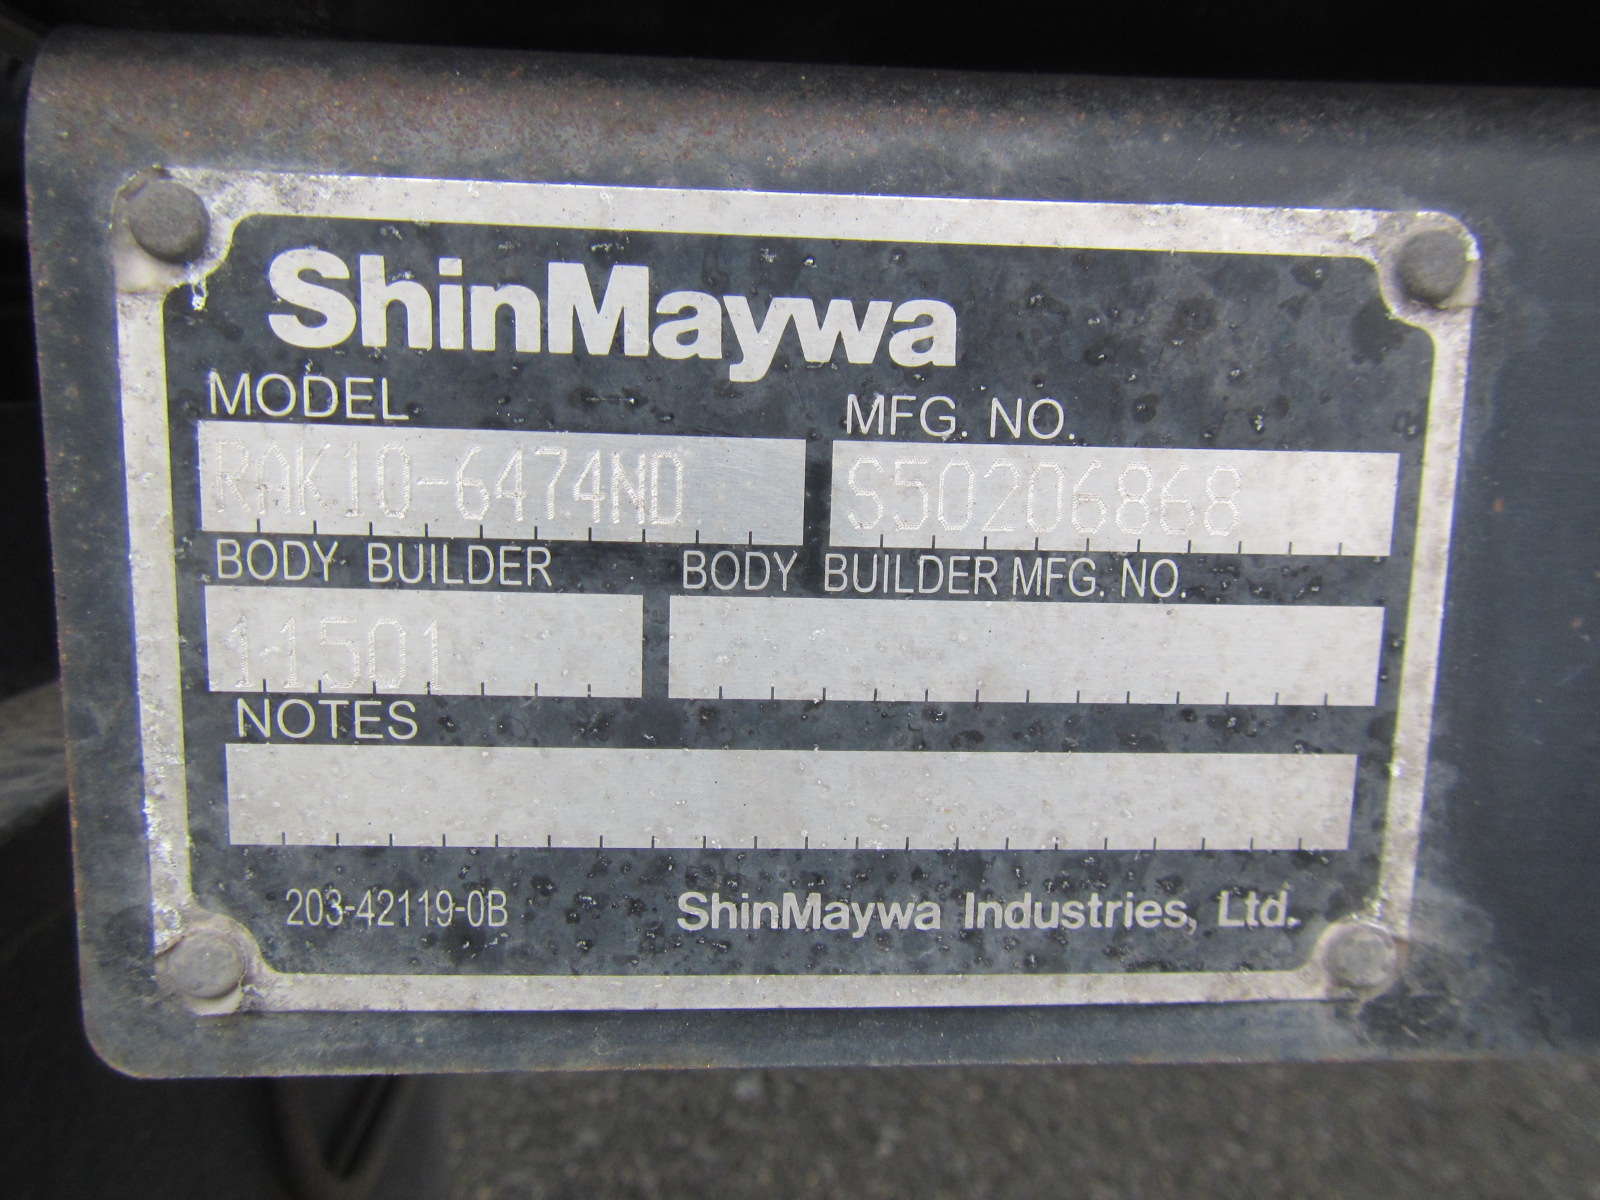 ShinMaywa
MODEL MFG. NO.
RAK10-6474ND S50206868
BODY BUILDER BODY BUILDER MFG. NO.
11501
NOTES
203-42119-0B ShinMaywa Industries, Ltd.